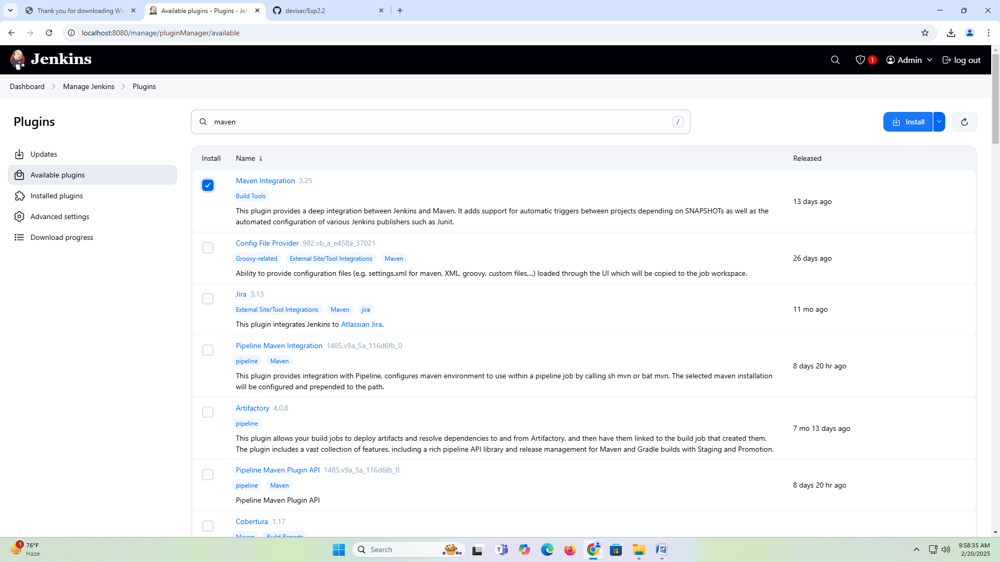 Thank you for downloading Wi
Available plugins - Plugins - Jen
devisar/Exp2.2
localhost:8080/manage/pluginManager/available
Jenkins
1
Admin
log out
Dashboard
Manage Jenkins
Plugins
Plugins
maven
/
Install
Updates
Available plugins
Installed plugins
Advanced settings
Download progress
Install
Name ↓
Released
Maven Integration 3.25
Build Tools
This plugin provides a deep integration between Jenkins and Maven. It adds support for automatic triggers between projects depending on SNAPSHOTs as well as the
automated configuration of various Jenkins publishers such as Junit.
13 days ago
Config File Provider 982.vb_a_e458a_37021
Groovy-related External Site/Tool Integrations Maven
Ability to provide configuration files (e.g. settings.xml for maven, XML, groovy, custom files,...) loaded through the UI which will be copied to the job workspace.
26 days ago
Jira 3.13
External Site/Tool Integrations Maven jira
This plugin integrates Jenkins to Atlassian Jira.
11 mo ago
Pipeline Maven Integration 1485.v9a_5a_116d6fb_0
pipeline Maven
This plugin provides integration with Pipeline, configures maven environment to use within a pipeline job by calling sh mvn or bat mvn. The selected maven installation
will be configured and prepended to the path.
8 days 20 hr ago
Artifactory 4.0.8
pipeline
This plugin allows your build jobs to deploy artifacts and resolve dependencies to and from Artifactory, and then have them linked to the build job that created them.
The plugin includes a vast collection of features, including a rich pipeline API library and release management for Maven and Gradle builds with Staging and Promotion.
7 mo 13 days ago
Pipeline Maven Plugin API 1485.v9a_5a_116d6fb_0
pipeline Maven
Pipeline Maven Plugin API
8 days 20 hr ago
Cobertura 1.17
Maven Build Reports
1
76°F
Haze
Search
9:58:35 AM
2/20/2025